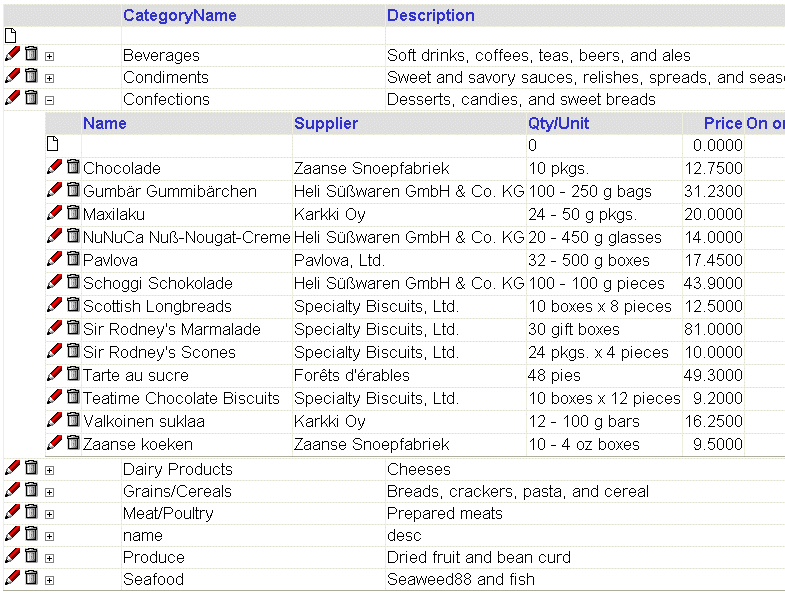 CategoryName Description
Beverages Soft drinks, coffees, teas, beers, and ales
Condiments Sweet and savory sauces, relishes, spreads, and seas
Confections Desserts, candies, and sweet breads
Name Supplier Qty/Unit Price On or
0 0.0000
Chocolade Zaanse Snoepfabriek 10 pkgs. 12.7500
Gumbär Gummibärchen Heli Süßwaren GmbH & Co. KG 100 - 250 g bags 31.2300
Maxilaku Karkki Oy 24 - 50 g pkgs. 20.0000
NuNuCa Nuß-Nougat-Creme Heli Süßwaren GmbH & Co. KG 20 - 450 g glasses 14.0000
Pavlova Pavlova, Ltd. 32 - 500 g boxes 17.4500
Schoggi Schokolade Heli Süßwaren GmbH & Co. KG 100 - 100 g pieces 43.9000
Scottish Longbreads Specialty Biscuits, Ltd. 10 boxes x 8 pieces 12.5000
Sir Rodney's Marmalade Specialty Biscuits, Ltd. 30 gift boxes 81.0000
Sir Rodney's Scones Specialty Biscuits, Ltd. 24 pkgs. x 4 pieces 10.0000
Tarte au sucre Forêts d'érables 48 pies 49.3000
Teatime Chocolate Biscuits Specialty Biscuits, Ltd. 10 boxes x 12 pieces 9.2000
Valkoinen suklaa Karkki Oy 12 - 100 g bars 16.2500
Zaanse koeken Zaanse Snoepfabriek 10 - 4 oz boxes 9.5000
Dairy Products Cheeses
Grains/Cereals Breads, crackers, pasta, and cereal
Meat/Poultry Prepared meats
name desc
Produce Dried fruit and bean curd
Seafood Seaweed88 and fish